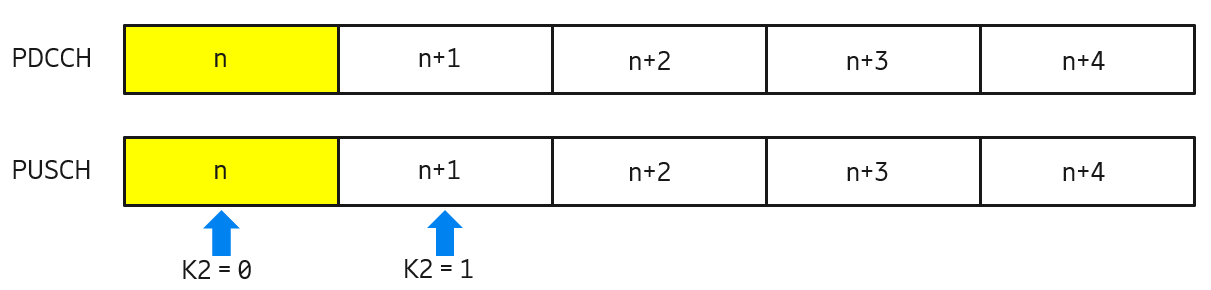 PDCCH n n+1 n+2 n+3 n+4
PUSCH n n+1 n+2 n+3 n+4
K2 = 0 K2 = 1